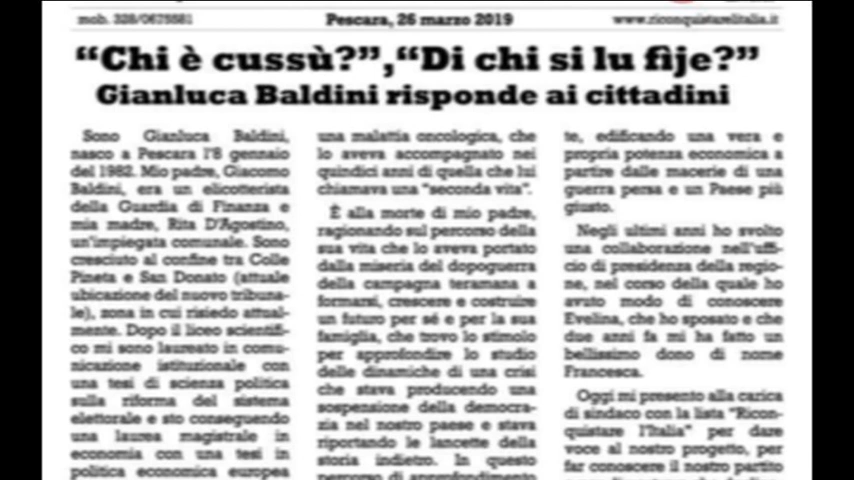 mob. 328/0675581
Pescara, 26 marzo 2019
www.riconquistarelitalia.it
“Chi è cussù?”,“Di chi si lu fije?”
Gianluca Baldini risponde ai cittadini
Sono Gianluca Baldini,
nasco a Pescara l'8 gennaio
del 1982. Mio padre, Giacomo
Baldini, era un elicotterista
della Guardia di Finanza e
mia madre, Rita D'Agostino,
un'impiegata comunale. Sono
cresciuto al confine tra Colle
Pineta e San Donato (attuale
ubicazione del nuovo tribuna-
le), zona in cui risiedo attual-
mente. Dopo il liceo scientifi-
co mi sono laureato in comu-
nicazione istituzionale con
una tesi di scienza politica
sulla riforma del sistema
elettorale e sto conseguendo
una laurea magistrale in
economia con una tesi in
politica economica europea
una malattia oncologica, che
lo aveva accompagnato nei
quindici anni di quella che lui
chiamava una “seconda vita”.
È alla morte di mio padre,
ragionando sul percorso della
sua vita che lo aveva portato
dalla miseria del dopoguerra
della campagna teramana a
formarsi, crescere e costruire
un futuro per sé e per la sua
famiglia, che trovo lo stimolo
per approfondire lo studio
delle dinamiche di una crisi
che stava producendo una
sospensione della democra-
zia nel nostro paese e stava
riportando le lancette della
storia indietro. In questo
percorso di approfondimento
te, edificando una vera e
propria potenza economica a
partire dalle macerie di una
guerra persa e un Paese più
giusto.
Negli ultimi anni ho svolto
una collaborazione nell'uffi-
cio di presidenza della regio-
ne, nel corso della quale ho
avuto modo di conoscere
Evelina, che ho sposato e che
due anni fa mi ha fatto un
bellissimo dono di nome
Francesca.
Oggi mi presento alla carica
di sindaco con la lista “Ricon-
quistare l'Italia” per dare
voce al nostro progetto, per
far conoscere il nostro partito